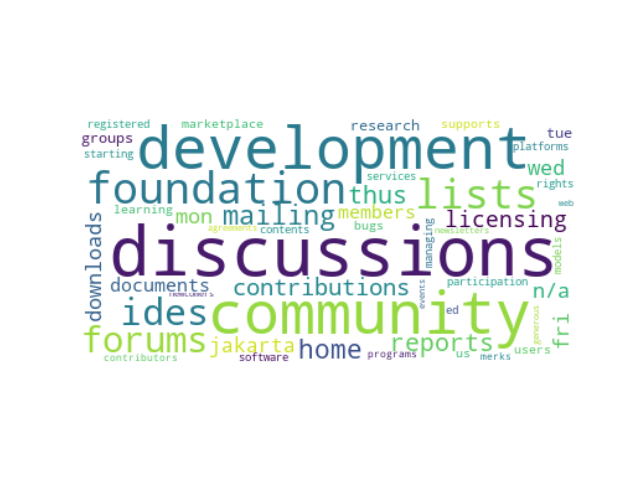 registered marketplace research supports
groups development tue
starting platforms
foundation services thus lists wed
rights
learning mon mailing members licensing web
agreements contents bugs newsletters
downloads discussions managing models
documents contributions events participation n/a
ides community ed generous fri
forums jakarta home reports users
contributors software programs us merks